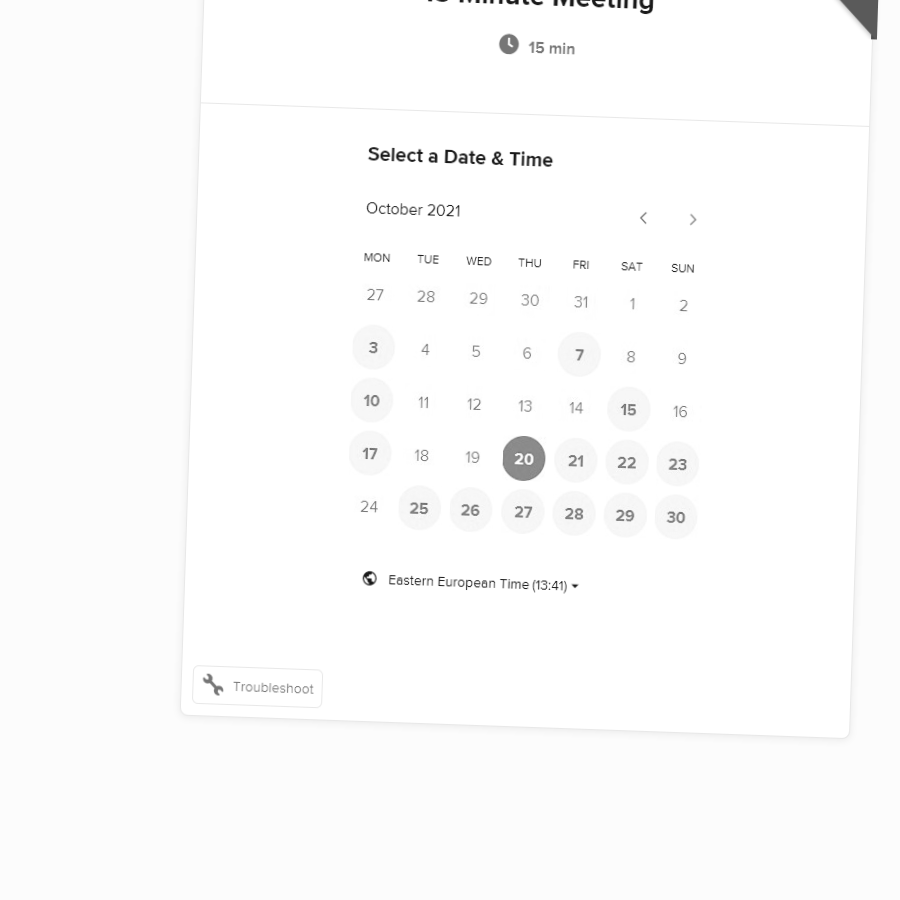 Minute Meeting
15 min
Select a Date & Time
October 2021
MON TUE WED THU FRI SAT SUN
27 28 29 30 31 1 2
3 4 5 6 7 8 9
10 11 12 13 14 15 16
17 18 19 20 21 22 23
24 25 26 27 28 29 30
Eastern European Time (13:41)
Troubleshoot